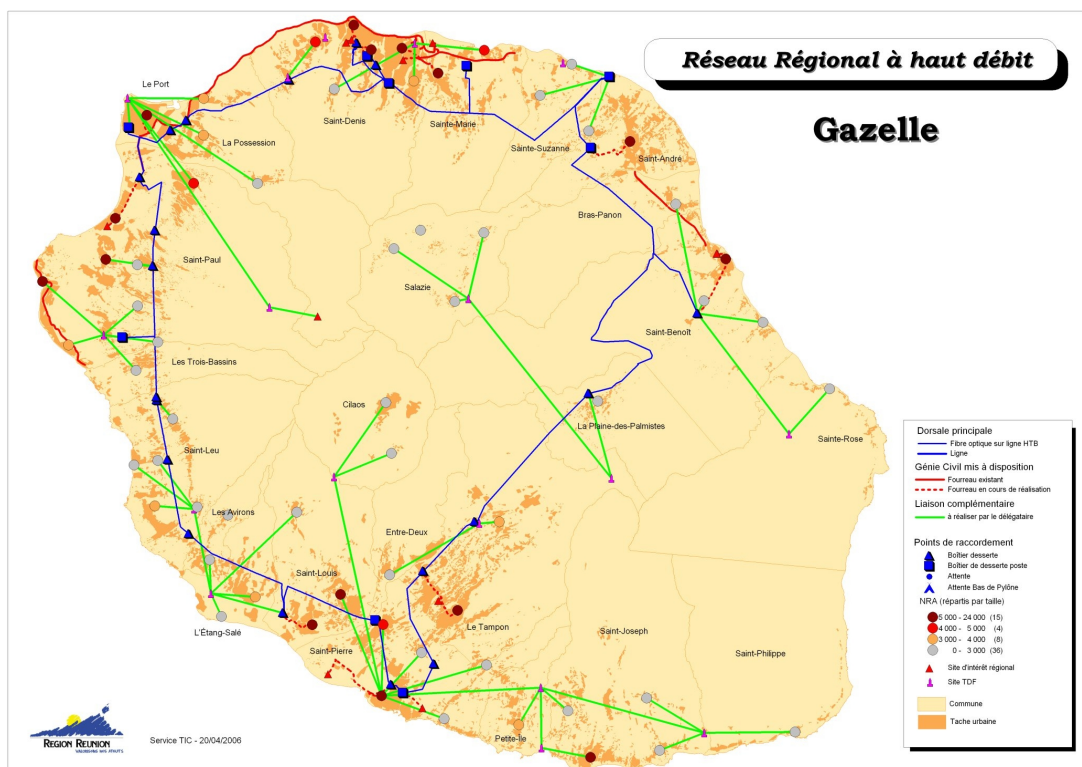 Réseau Régional à haut débit
Gazelle
Le Port
La Possession
Saint-Denis
Sainte-Marie
Sainte-Suzanne
Saint-André
Bras-Panon
Saint-Paul
Salazie
Saint-Benoît
Les Trois-Bassins
Cilaos
La Plaine-des-Palmistes
Sainte-Rose
Saint-Leu
Les Avirons
Entre-Deux
Saint-Louis
Le Tampon
L'Étang-Salé
Saint-Joseph
Saint-Pierre
Saint-Philippe
Petite-Île
Dorsale principale
Fibre optique sur ligne HTB
Ligne
Génie Civil mis à disposition
Fourreau existant
Fourreau en cours de réalisation
Liaison complémentaire
à réaliser par le délégataire
Points de raccordement
Boîtier desserte
Boîtier de desserte poste
Attente
Attente Bas de Pylône
NRA (répartis par taille)
5 000 - 24 000 (15)
4 000 - 5 000 (4)
3 000 - 4 000 (8)
0 - 3 000 (36)
Site d'intérêt régional
Site TDF
Commune
Tache urbaine
REGION REUNION
Service TIC - 20/04/2006